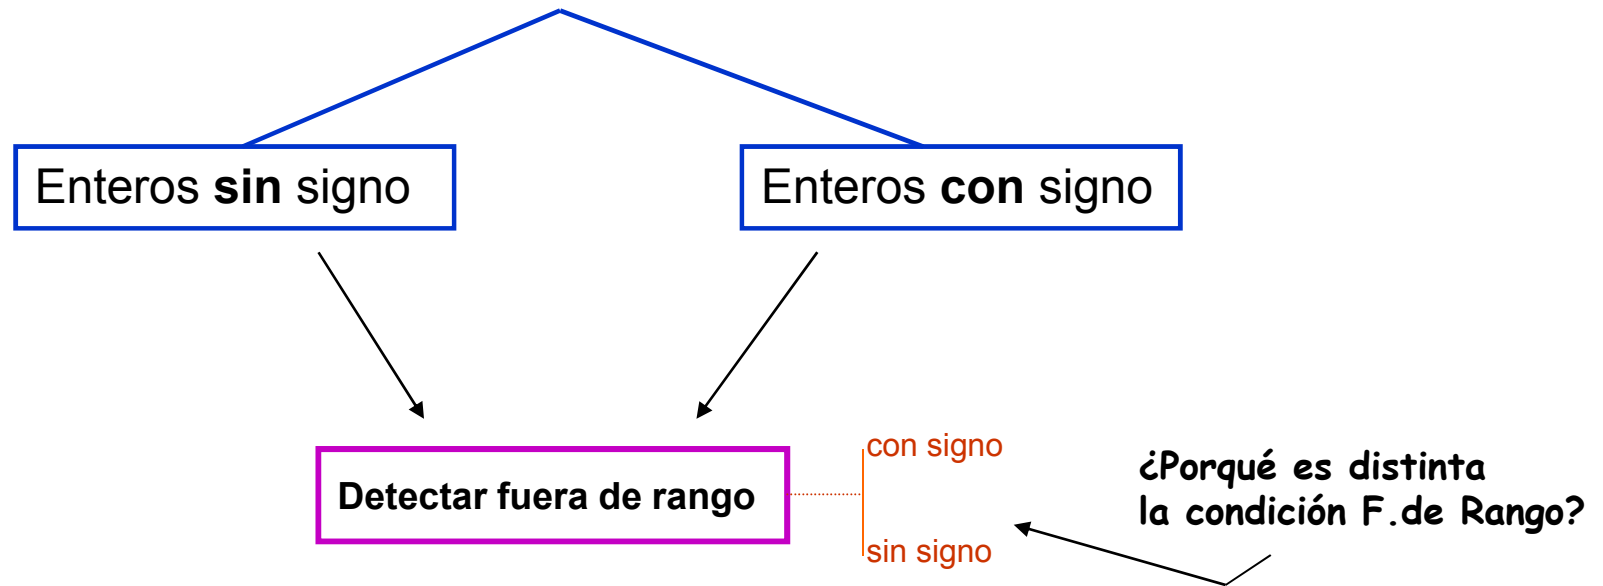 Enteros sin signo
Enteros con signo
Detectar fuera de rango
con signo
sin signo
¿Porqué es distinta
la condición F.de Rango?